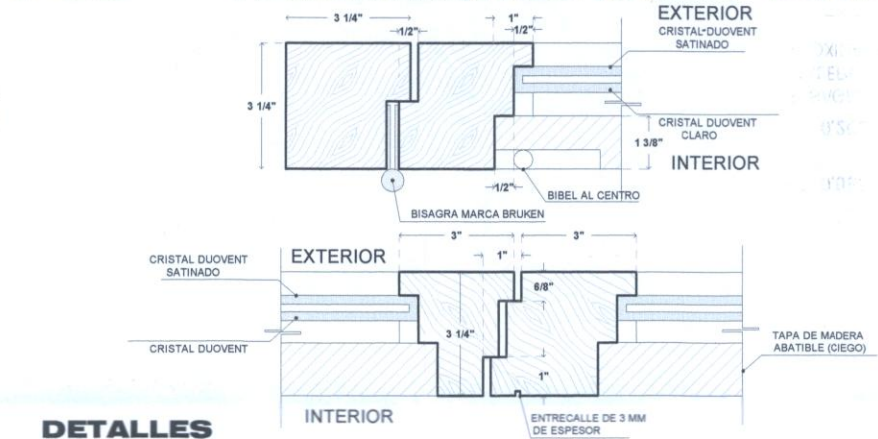 3 1/4"
1"
1/2"
1/2"
EXTERIOR
CRISTAL-DUOVENT
SATINADO
3 1/4"
CRISTAL DUOVENT
CLARO
1 3/8"
INTERIOR
1/2"
BIBEL AL CENTRO
BISAGRA MARCA BRUKEN
3"
3"
1"
CRISTAL DUOVENT
SATINADO
EXTERIOR
6/8"
3 1/4"
CRISTAL DUOVENT
TAPA DE MADERA
ABATIBLE (CIEGO)
1"
INTERIOR
ENTRECALLE DE 3 MM
DE ESPESOR
DETALLES